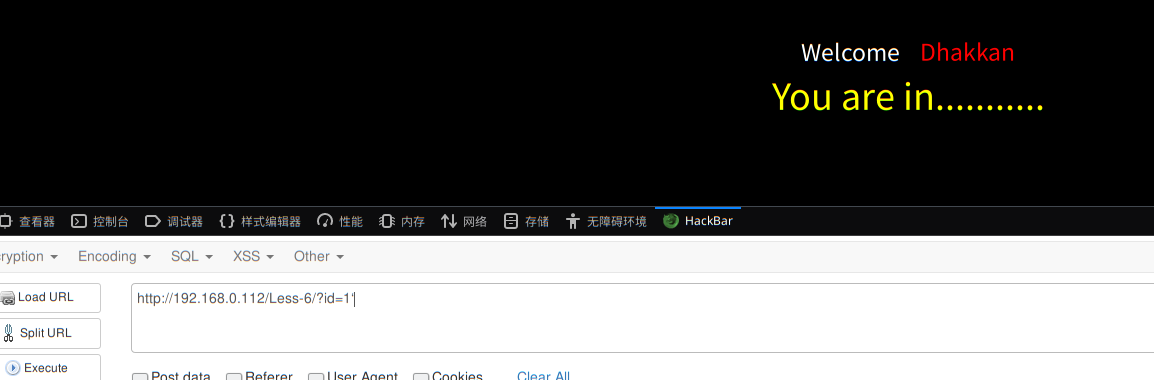 Welcome Dhakkan
You are in...........
查看器 控制台 调试器 样式编辑器 性能 内存 网络 存储 无障碍环境 HackBar
ryption Encoding SQL XSS Other
Load URL
http://192.168.0.112/Less-6/?id=1'
Split URL
Execute
Post data Referer User Agent Cookies Clear All